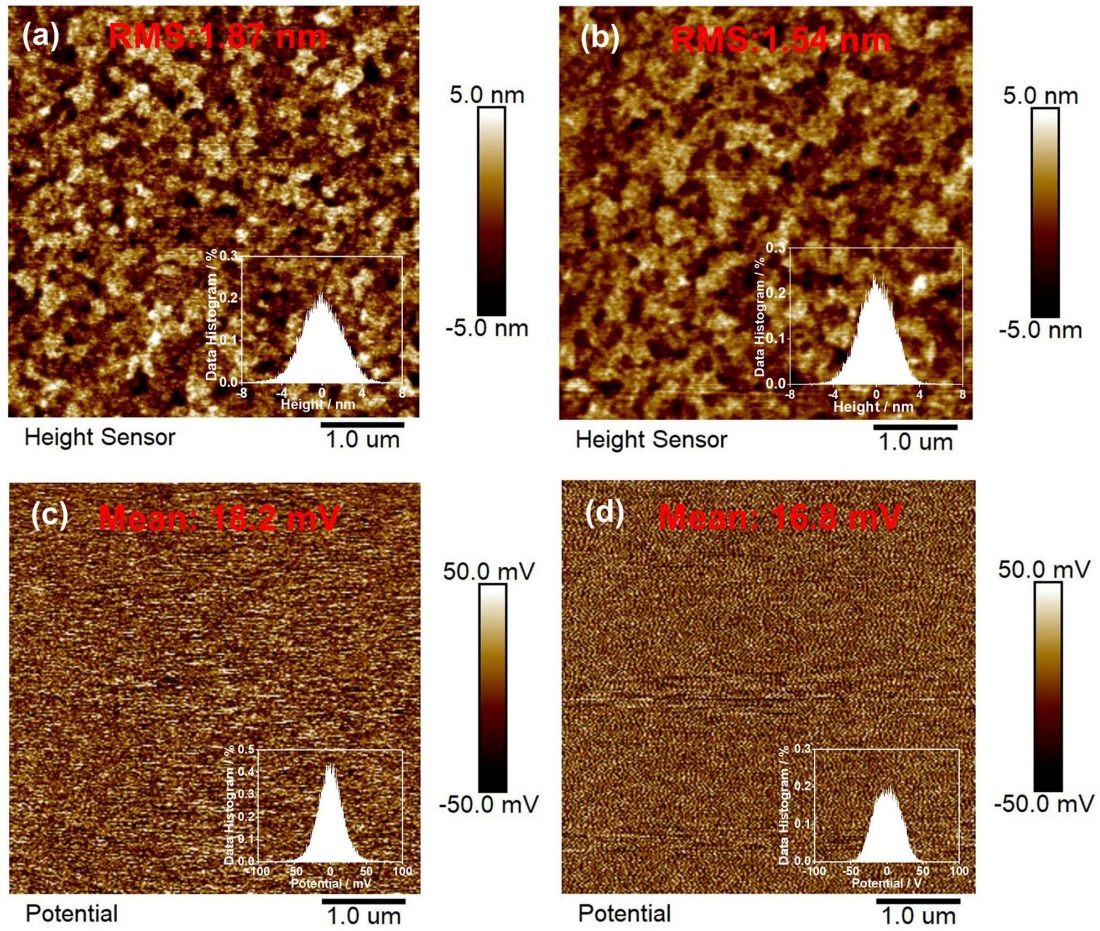 (a)
RMS:1.87 nm
5.0 nm
-5.0 nm
Data Histogram / %
0.3
0.2
0.1
0.0
-8
-4
0
4
8
Height / nm
Height Sensor
1.0 um
(b)
RMS:1.54 nm
5.0 nm
-5.0 nm
Data Histogram / %
0.3
0.2
0.1
0.0
-8
-4
0
4
8
Height / nm
Height Sensor
1.0 um
(c)
Mean: 18.2 mV
50.0 mV
-50.0 mV
Data Histogram / %
0.5
0.4
0.3
0.2
0.1
0.0
-100
-50
0
50
100
Potential / mV
Potential
1.0 um
(d)
Mean: 16.8 mV
50.0 mV
-50.0 mV
Data Histogram / %
0.3
0.2
0.1
0.0
-100
-50
0
50
100
Potential / V
Potential
1.0 um